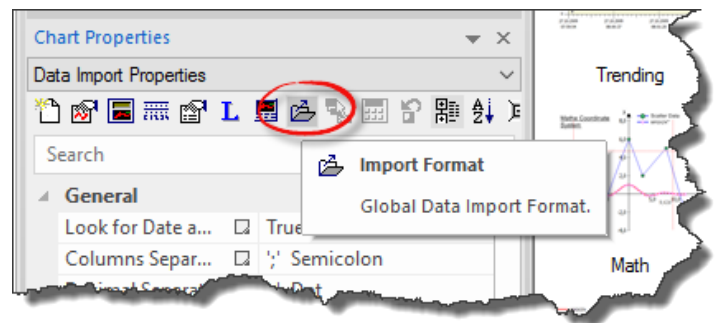 Chart Properties
Data Import Properties
Trending
L
Search
Import Format
Global Data Import Format.
General
Look for Date a... True
Columns Separ... ';' Semicolon
Dot
Math